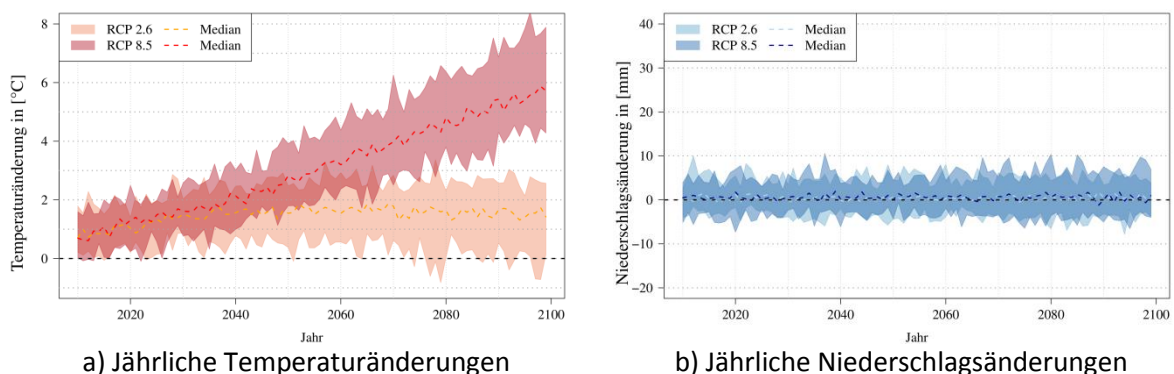 RCP 2.6 Median
RCP 8.5 Median
Temperaturänderung in [°C]
8
6
4
2
0
2020 2040 2060 2080 2100
Jahr
a) Jährliche Temperaturänderungen
RCP 2.6 Median
RCP 8.5 Median
Niederschlagsänderung in [mm]
40
30
20
10
0
−10
−20
2020 2040 2060 2080 2100
Jahr
b) Jährliche Niederschlagsänderungen